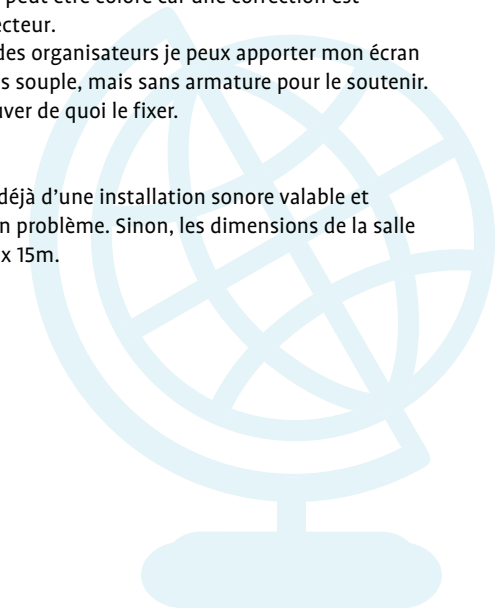 peut être coloré car une correction est
cteur.
des organisateurs je peux apporter mon écran
s souple, mais sans armature pour le soutenir.
uver de quoi le fixer.
déjà d’une installation sonore valable et
n problème. Sinon, les dimensions de la salle
x 15m.